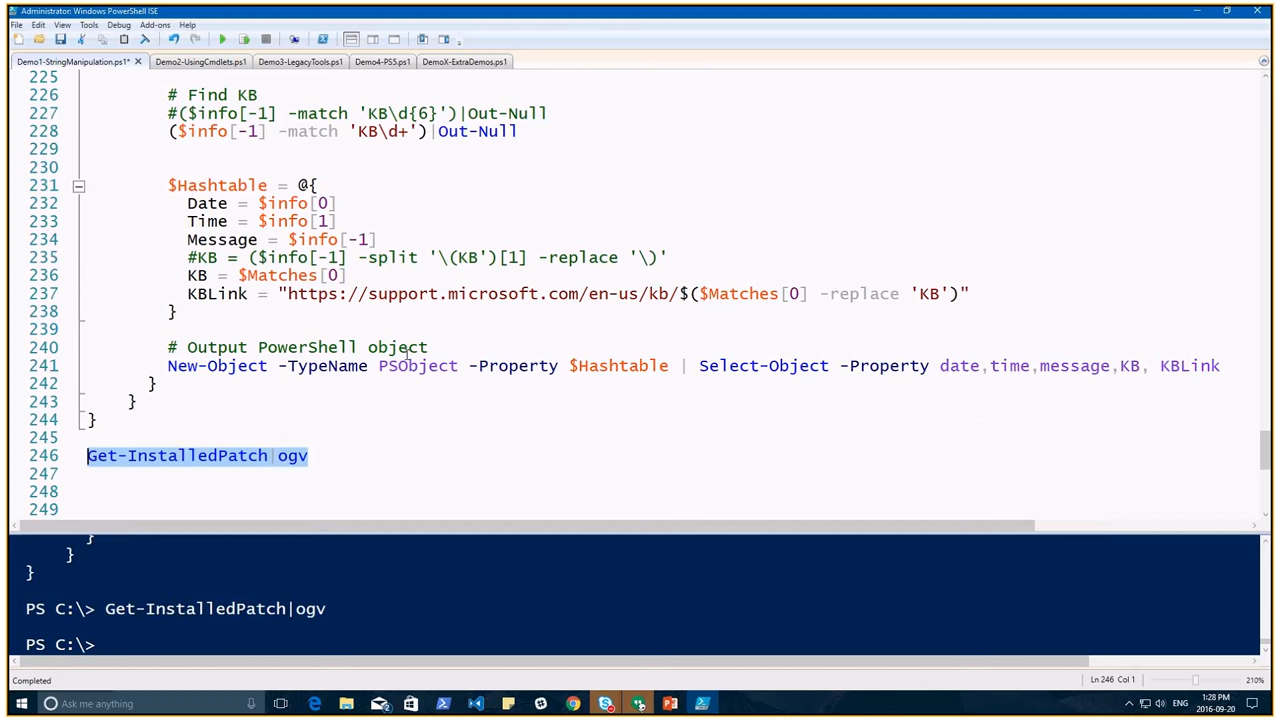 Administrator: Windows PowerShell ISE
File Edit View Tools Debug Add-ons Help
Demo1-StringManipulation.ps1* Demo2-UsingCmdlets.ps1 Demo3-LegacyTools.ps1 Demo4-PS5.ps1 DemoX-ExtraDemos.ps1
225
226 # Find KB
227 #($info[-1] -match 'KB\d{6}')|Out-Null
228 ($info[-1] -match 'KB\d+')|Out-Null
229
230
231 $Hashtable = @{
232 Date = $info[0]
233 Time = $info[1]
234 Message = $info[-1]
235 #KB = ($info[-1] -split '\(KB')[1] -replace '\)'
236 KB = $Matches[0]
237 KBLink = "https://support.microsoft.com/en-us/kb/$($Matches[0] -replace 'KB')"
238 }
239
240 # Output PowerShell object
241 New-Object -TypeName PSObject -Property $Hashtable | Select-Object -Property date,time,message,KB, KBLink
242 }
243 }
244 }
245
246 Get-InstalledPatch|ogv
247
248
249
}
}
}
PS C:\> Get-InstalledPatch|ogv
PS C:\>
Completed Ln 246 Col 1 210%
Ask me anything ENG 1:28 PM
2016-09-20